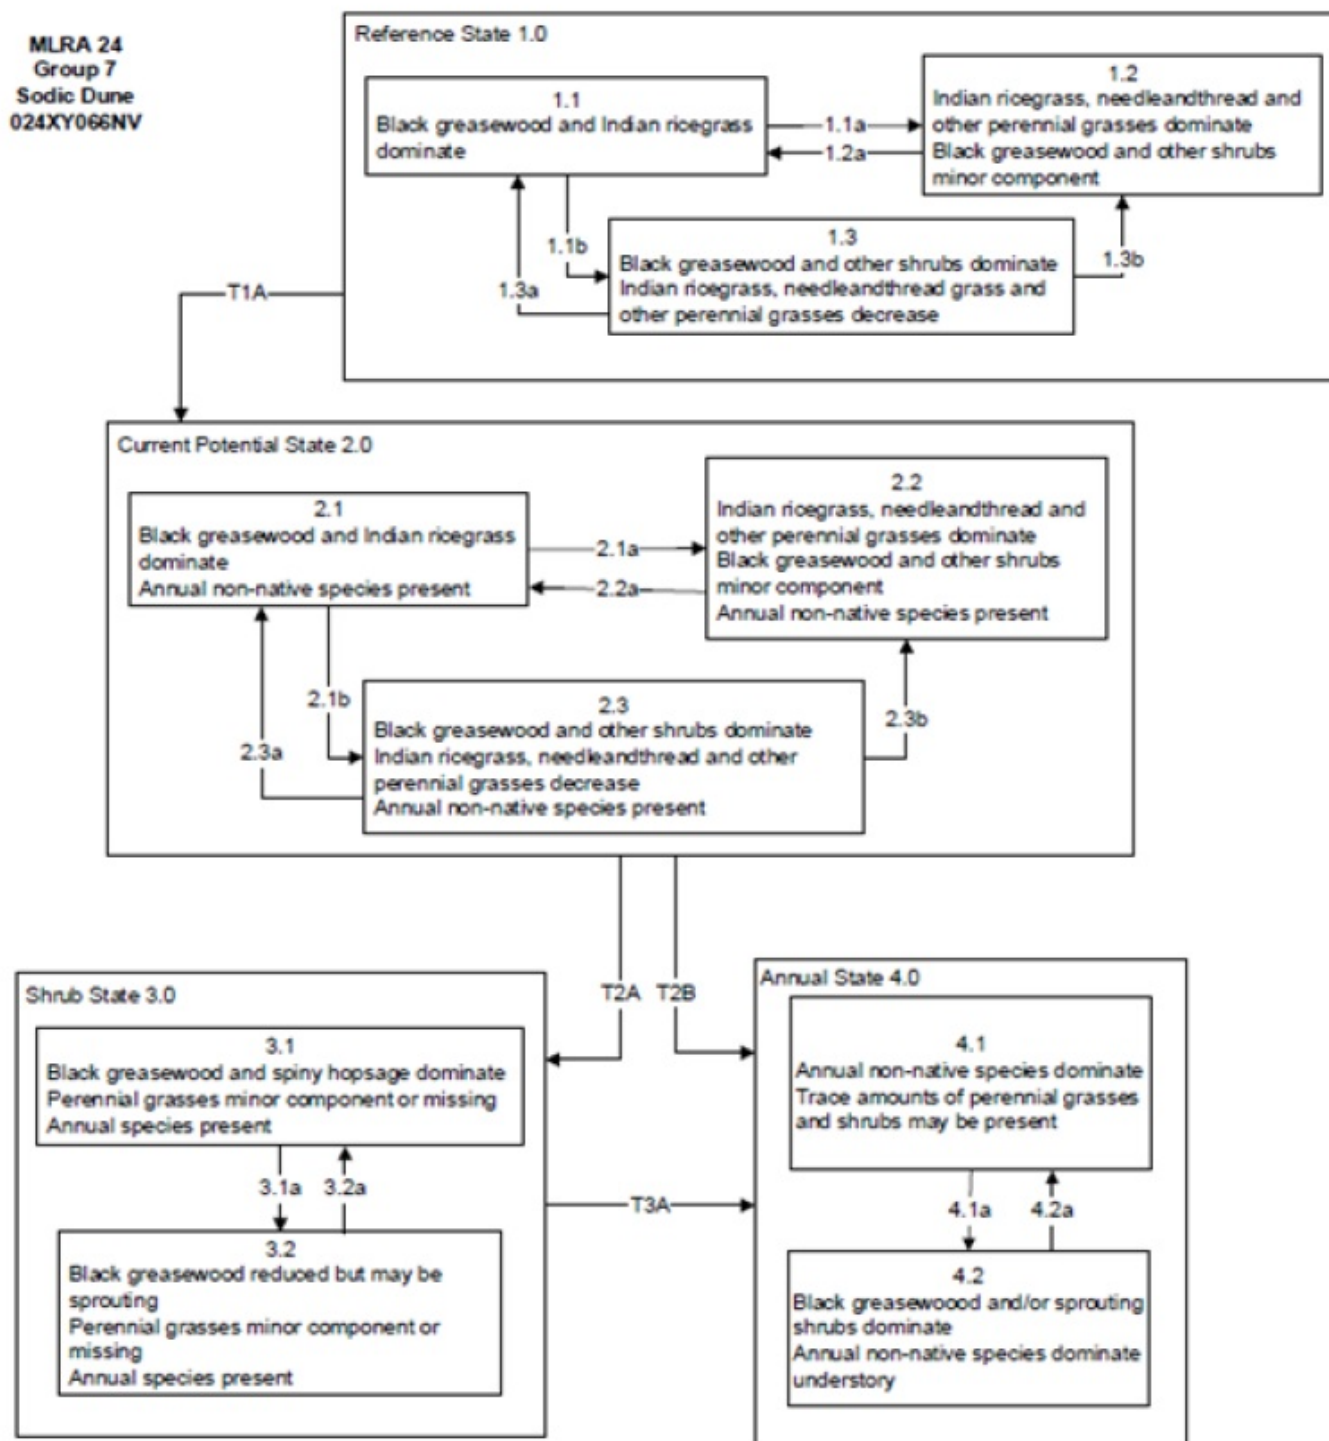 MLRA 24
Group 7
Sodic Dune
024XY066NV
Reference State 1.0
1.1
Black greasewood and Indian ricegrass
dominate
1.1a
1.2a
1.2
Indian ricegrass, needleandthread and
other perennial grasses dominate
Black greasewood and other shrubs
minor component
1.1b
1.3a
1.3
Black greasewood and other shrubs dominate
Indian ricegrass, needleandthread grass and
other perennial grasses decrease
1.3b
T1A
Current Potential State 2.0
2.1
Black greasewood and Indian ricegrass
dominate
Annual non-native species present
2.1a
2.2a
2.2
Indian ricegrass, needleandthread and
other perennial grasses dominate
Black greasewood and other shrubs
minor component
Annual non-native species present
2.1b
2.3a
2.3
Black greasewood and other shrubs dominate
Indian ricegrass, needleandthread and other
perennial grasses decrease
Annual non-native species present
2.3b
T2A
T2B
Shrub State 3.0
3.1
Black greasewood and spiny hopsage dominate
Perennial grasses minor component or missing
Annual species present
3.1a
3.2a
3.2
Black greasewood reduced but may be
sprouting
Perennial grasses minor component or
missing
Annual species present
T3A
Annual State 4.0
4.1
Annual non-native species dominate
Trace amounts of perennial grasses
and shrubs may be present
4.1a
4.2a
4.2
Black greasewoood and/or sprouting
shrubs dominate
Annual non-native species dominate
understory